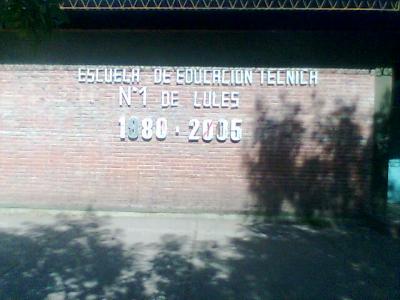 ESCUELA DE EDUCACION TECNICA
Nº1 DE LULES
1980 - 2005